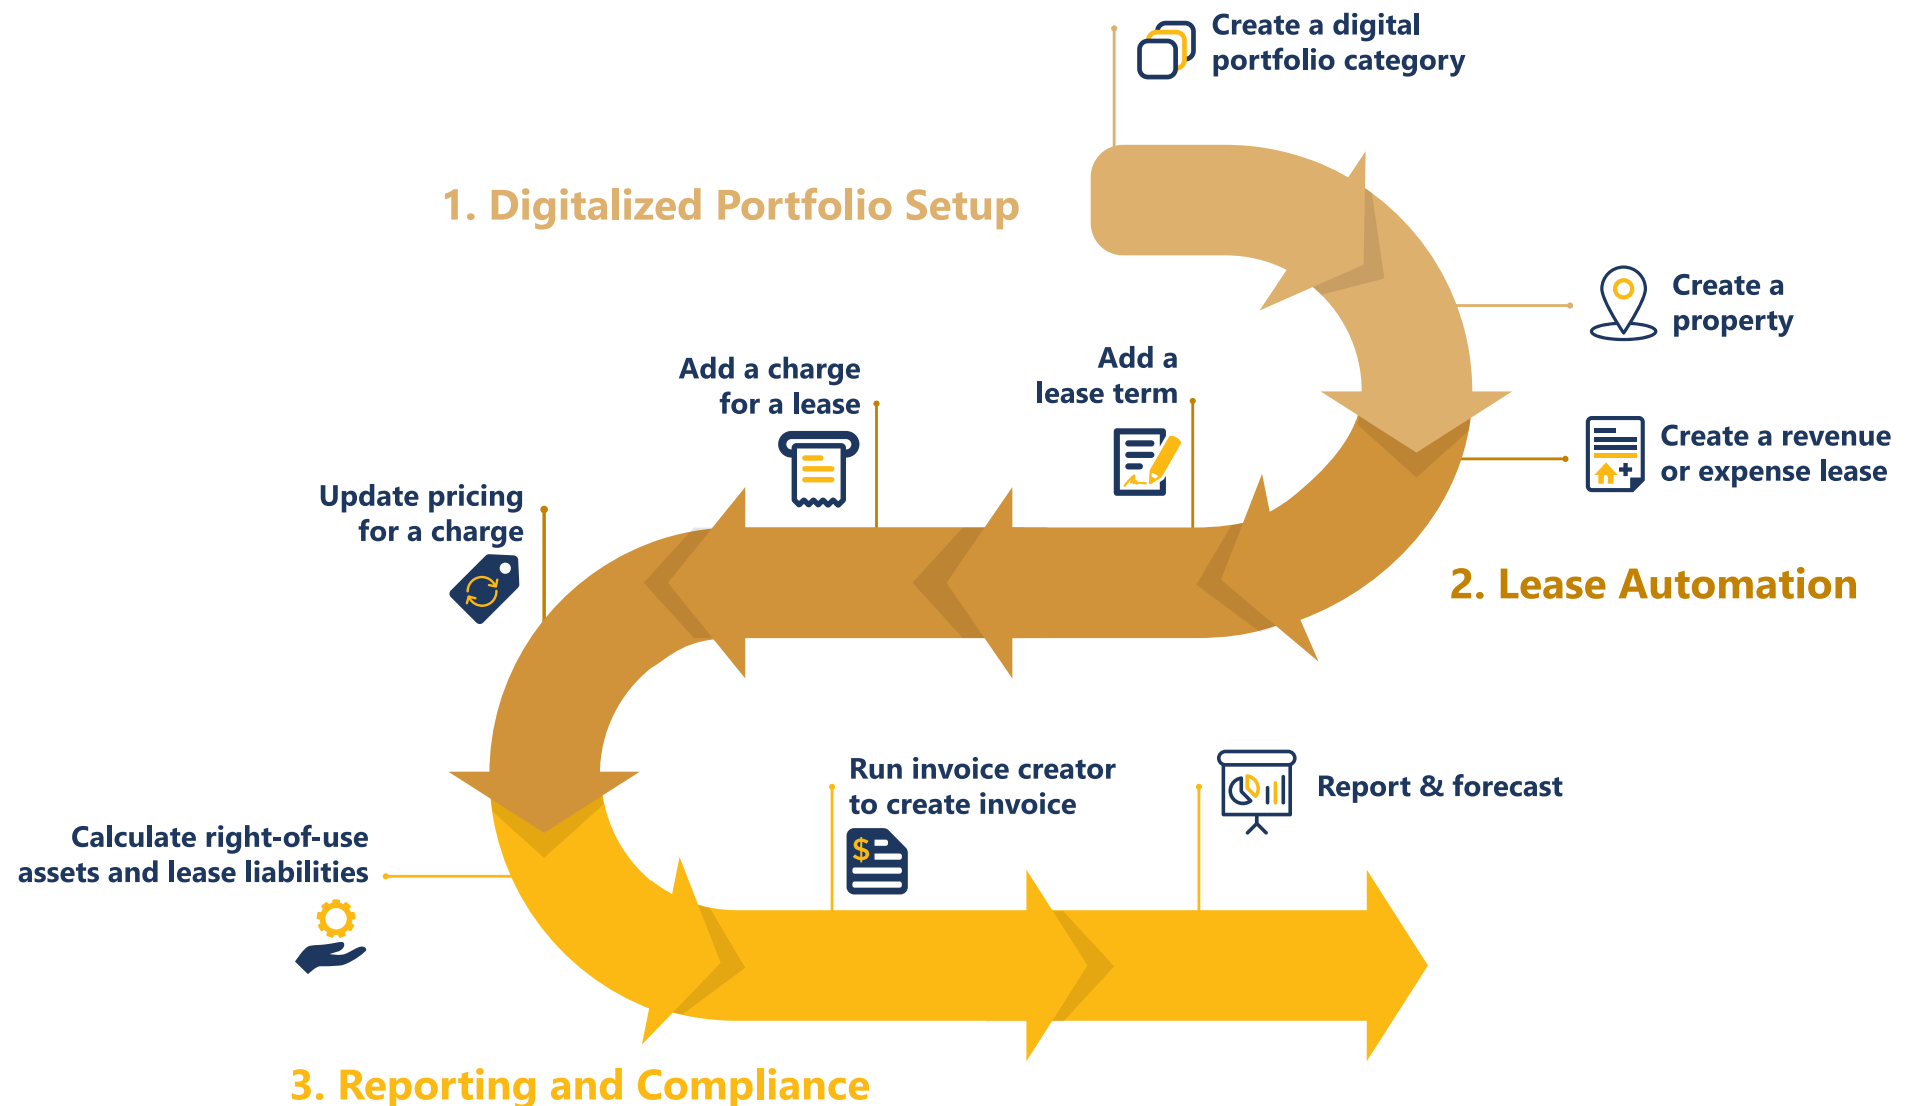 Create a digital
portfolio category
1. Digitalized Portfolio Setup
Create a
property
Create a revenue
or expense lease
2. Lease Automation
Add a
lease term
Add a charge
for a lease
Update pricing
for a charge
Calculate right-of-use
assets and lease liabilities
Run invoice creator
to create invoice
$
Report & forecast
3. Reporting and Compliance